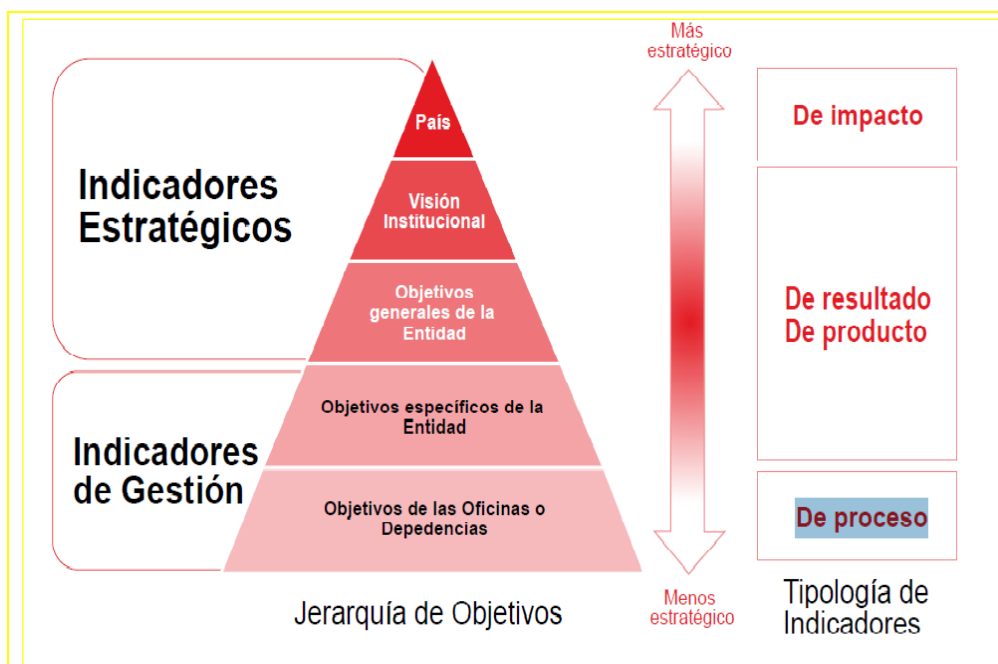 Más
estratégico
País
De impacto
Indicadores
Estratégicos
Visión
Institucional
Objetivos
generales de la
Entidad
De resultado
De producto
Objetivos específicos de la
Entidad
Indicadores
de Gestión
Objetivos de las Oficinas o
Depedencias
De proceso
Jerarquía de Objetivos
Menos
estratégico
Tipología de
Indicadores